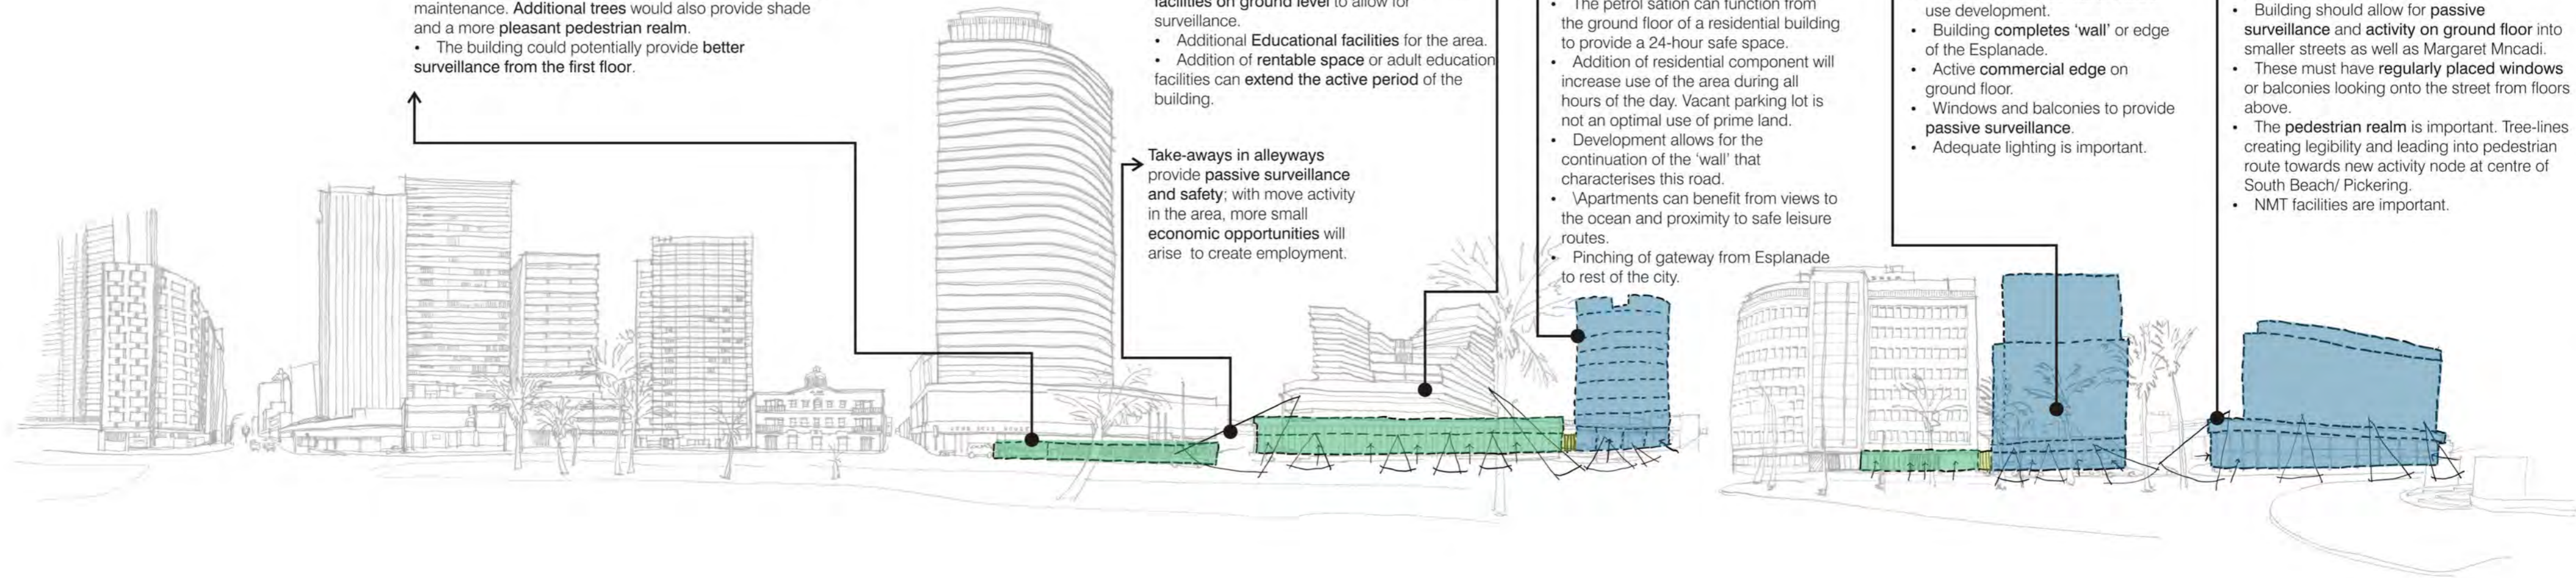 maintenance. Additional trees would also provide shade
and a more pleasant pedestrian realm.
• The building could potentially provide better
surveillance from the first floor.
facilities on ground level to allow for
surveillance.
• Additional Educational facilities for the area.
• Addition of rentable space or adult education
facilities can extend the active period of the
building.
Take-aways in alleyways
provide passive surveillance
and safety; with move activity
in the area, more small
economic opportunities will
arise to create employment.
• The petrol sation can function from
the ground floor of a residential building
to provide a 24-hour safe space.
• Addition of residential component will
increase use of the area during all
hours of the day. Vacant parking lot is
not an optimal use of prime land.
• Development allows for the
continuation of the ‘wall’ that
characterises this road.
• \Apartments can benefit from views to
the ocean and proximity to safe leisure
routes.
• Pinching of gateway from Esplanade
to rest of the city.
use development.
• Building completes ‘wall’ or edge
of the Esplanade.
• Active commercial edge on
ground floor.
• Windows and balconies to provide
passive surveillance.
• Adequate lighting is important.
• Building should allow for passive
surveillance and activity on ground floor into
smaller streets as well as Margaret Mncadi.
• These must have regularly placed windows
or balconies looking onto the street from floors
above.
• The pedestrian realm is important. Tree-lines
creating legibility and leading into pedestrian
route towards new activity node at centre of
South Beach/ Pickering.
• NMT facilities are important.